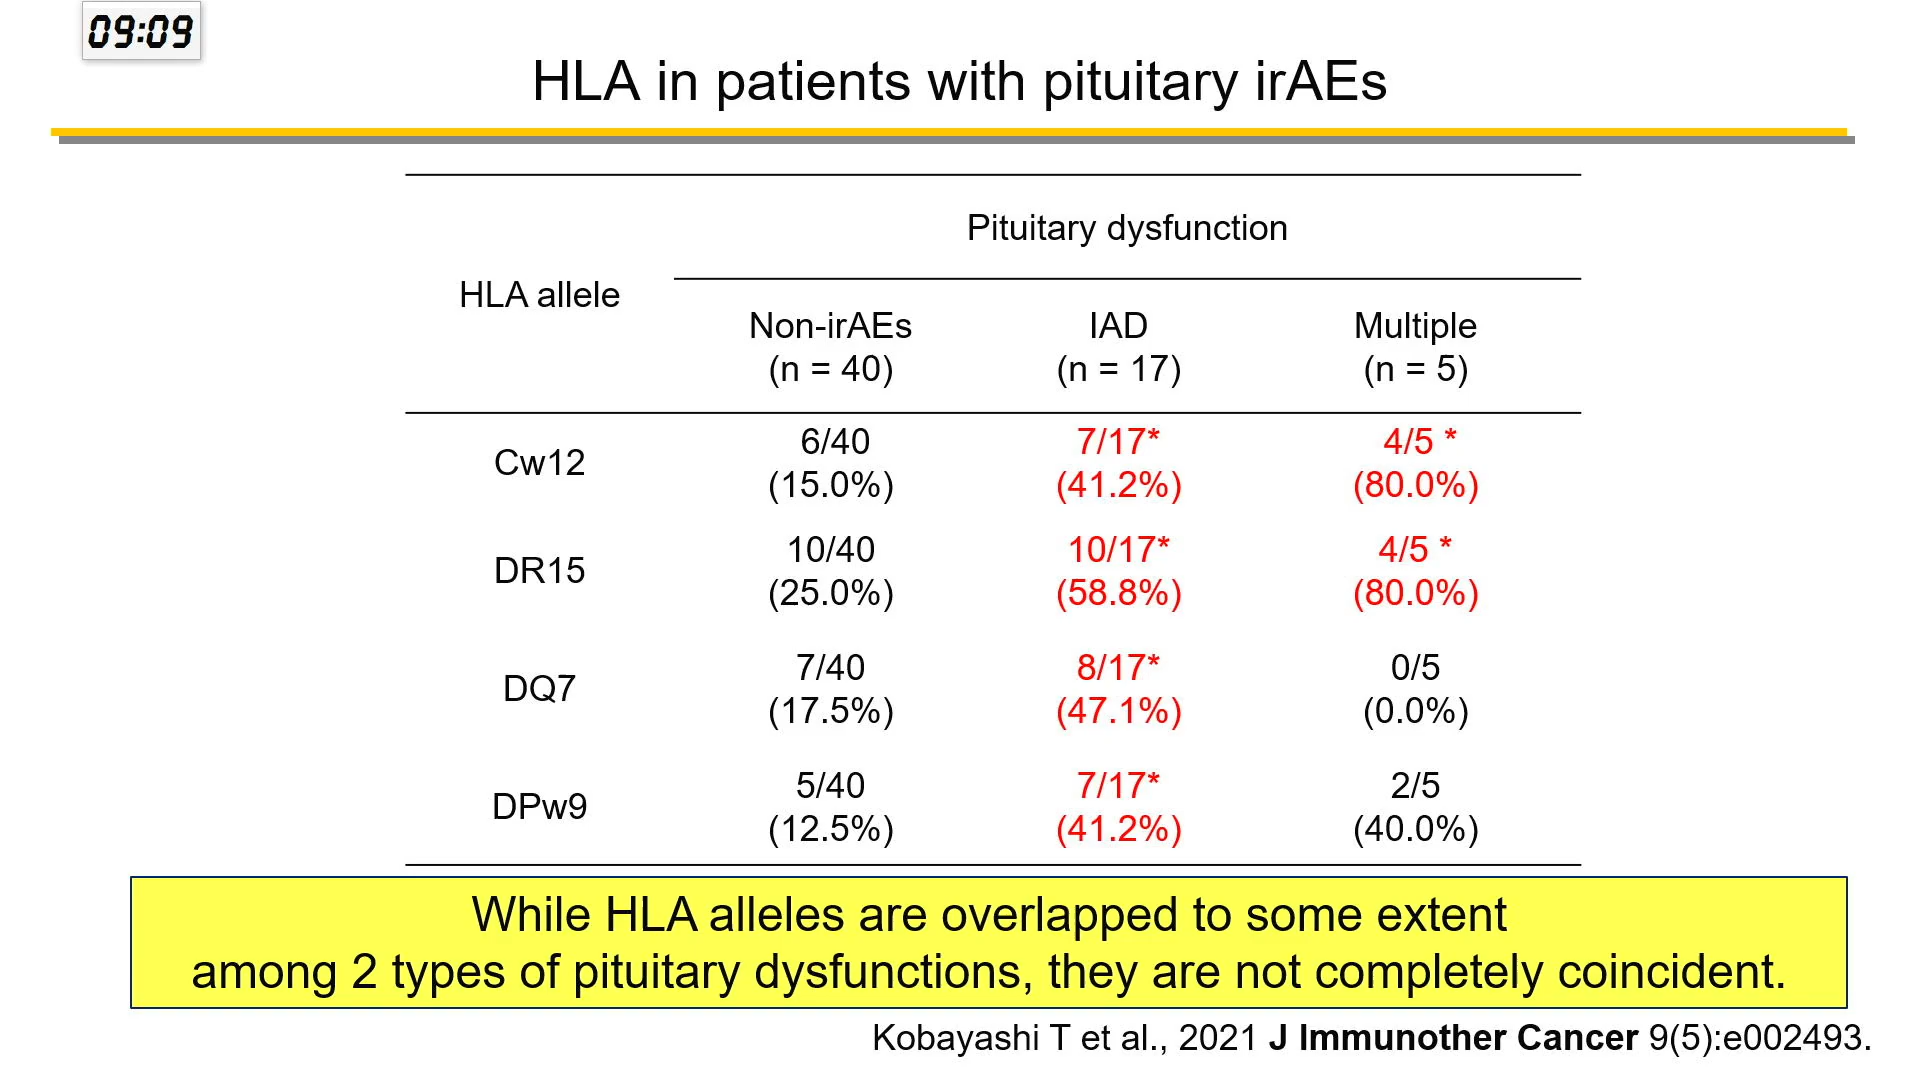 09:09
HLA in patients with pituitary irAEs
Pituitary dysfunction
HLA allele
Non-irAEs
(n = 40)
IAD
(n = 17)
Multiple
(n = 5)
Cw12
6/40
(15.0%)
7/17*
(41.2%)
4/5 *
(80.0%)
DR15
10/40
(25.0%)
10/17*
(58.8%)
4/5 *
(80.0%)
DQ7
7/40
(17.5%)
8/17*
(47.1%)
0/5
(0.0%)
DPw9
5/40
(12.5%)
7/17*
(41.2%)
2/5
(40.0%)
While HLA alleles are overlapped to some extent
among 2 types of pituitary dysfunctions, they are not completely coincident.
Kobayashi T et al., 2021 J Immunother Cancer 9(5):e002493.